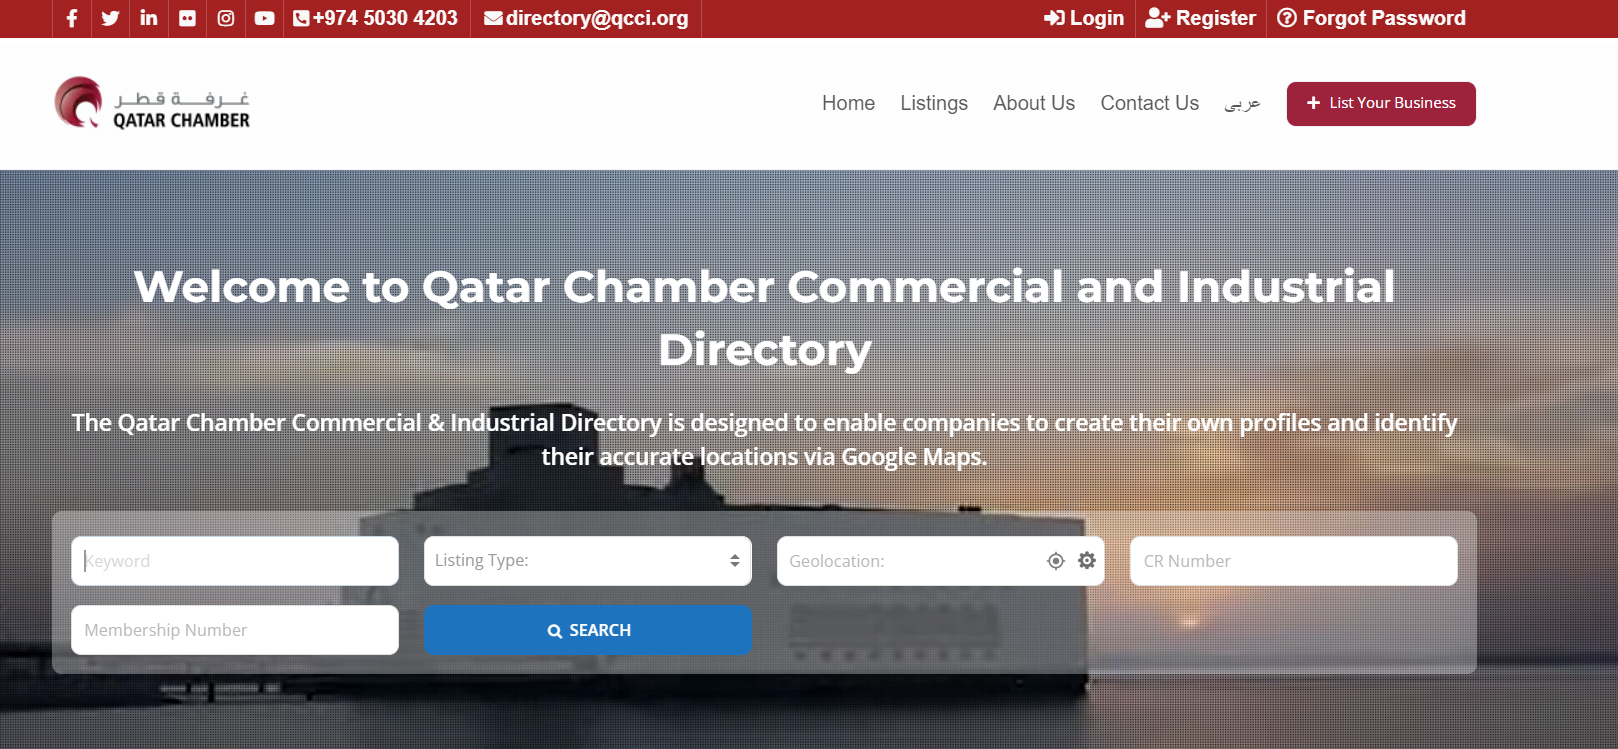 +974 5030 4203 directory@qcci.org Login Register Forgot Password
غرفة قطر
QATAR CHAMBER
Home Listings About Us Contact Us عربي + List Your Business
Welcome to Qatar Chamber Commercial and Industrial
Directory
The Qatar Chamber Commercial & Industrial Directory is designed to enable companies to create their own profiles and identify
their accurate locations via Google Maps.
Keyword Listing Type: Geolocation: CR Number
Membership Number SEARCH